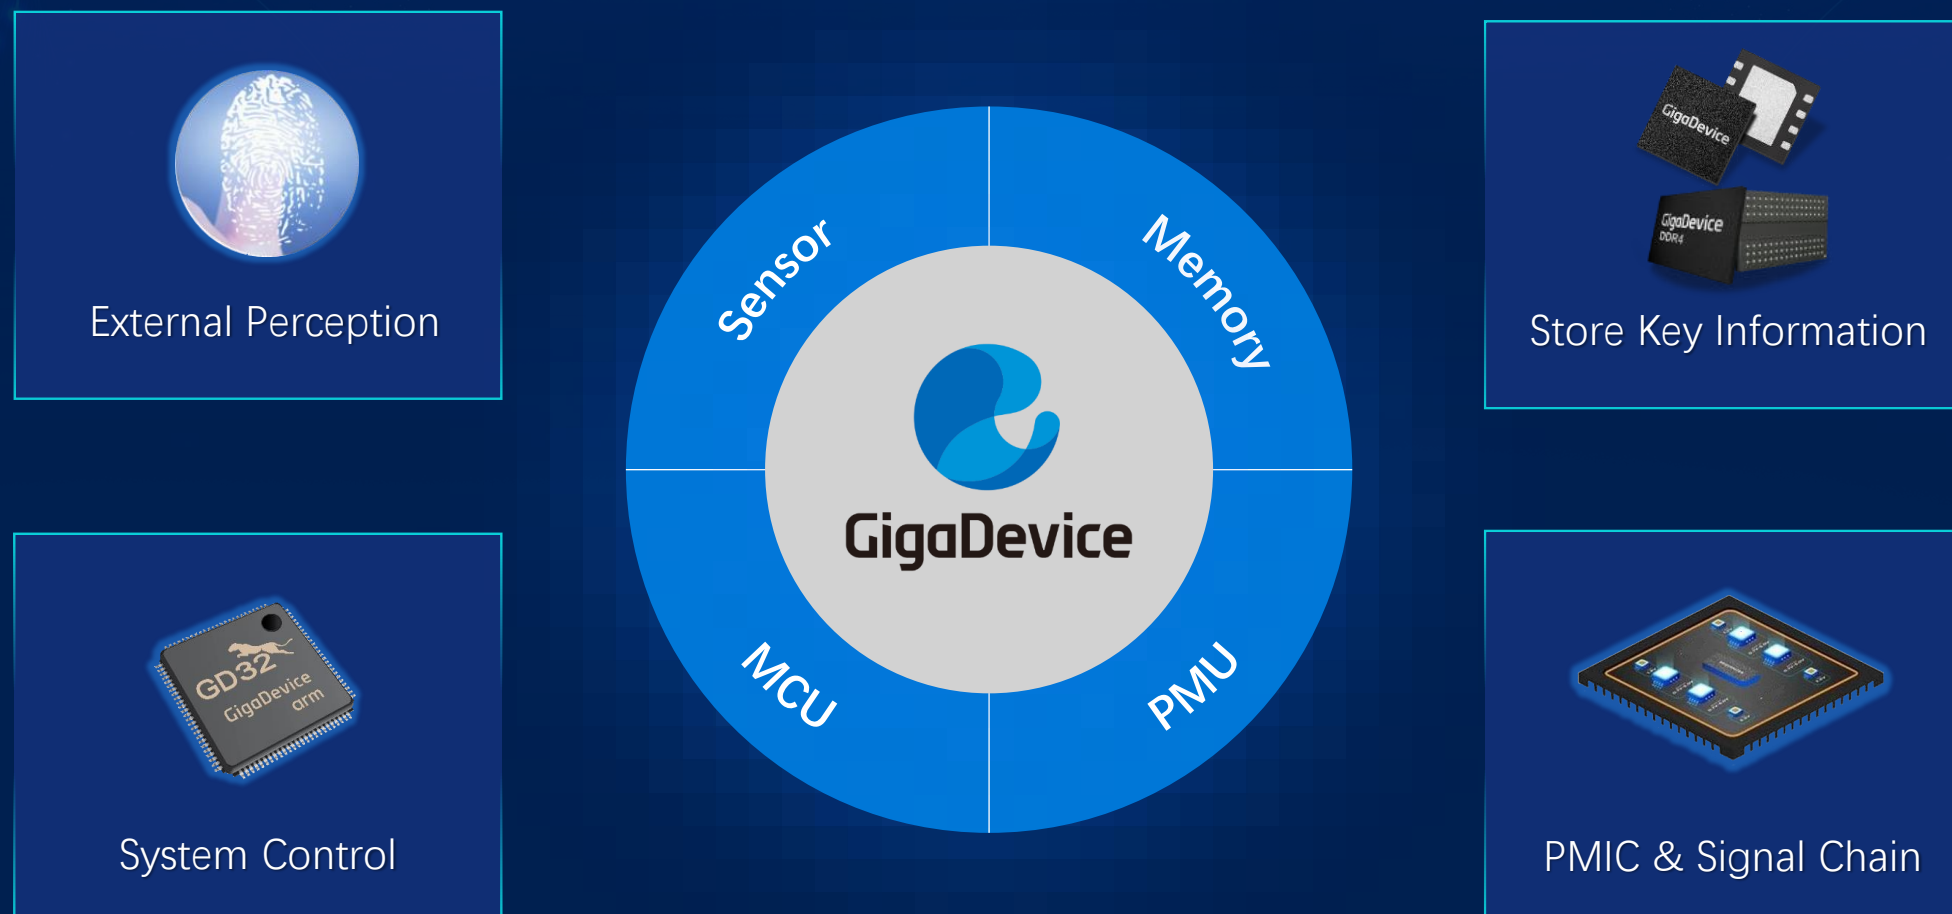 External Perception
Sensor
Memory
GigaDevice
GigaDevice
DDR4
Store Key Information
GigaDevice
GD32
GigaDevice
arm
System Control
MCU
PMU
PMIC & Signal Chain